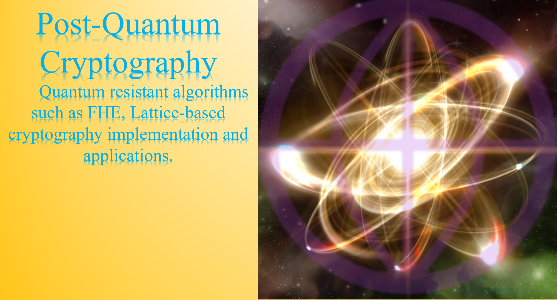 Post-Quantum
Cryptography
Quantum resistant algorithms
such as FHE, Lattice-based
cryptography implementation and
applications.